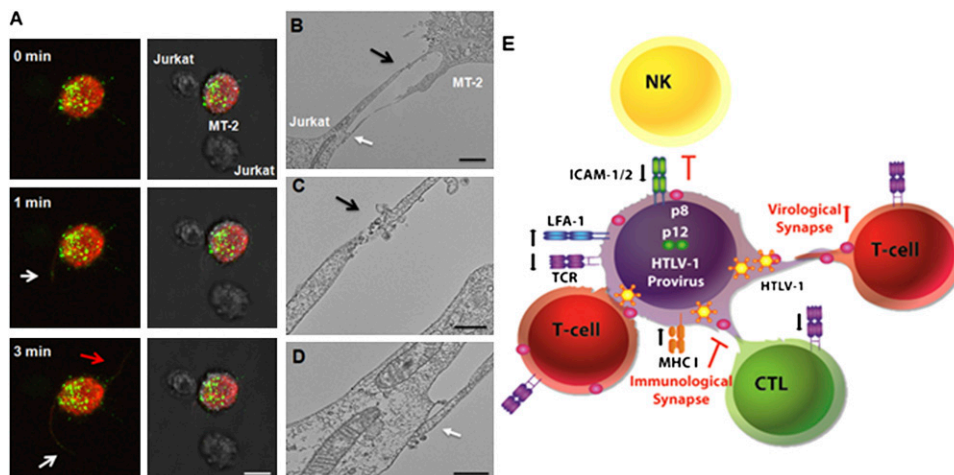 A
0 min
Jurkat
MT-2
Jurkat
1 min
3 min
B
MT-2
Jurkat
C
D
E
NK
ICAM-1/2
p8
p12
HTLV-1
Provirus
LFA-1
TCR
Virological
Synapse
T-cell
HTLV-1
T-cell
MHC I
Immunological
Synapse
CTL